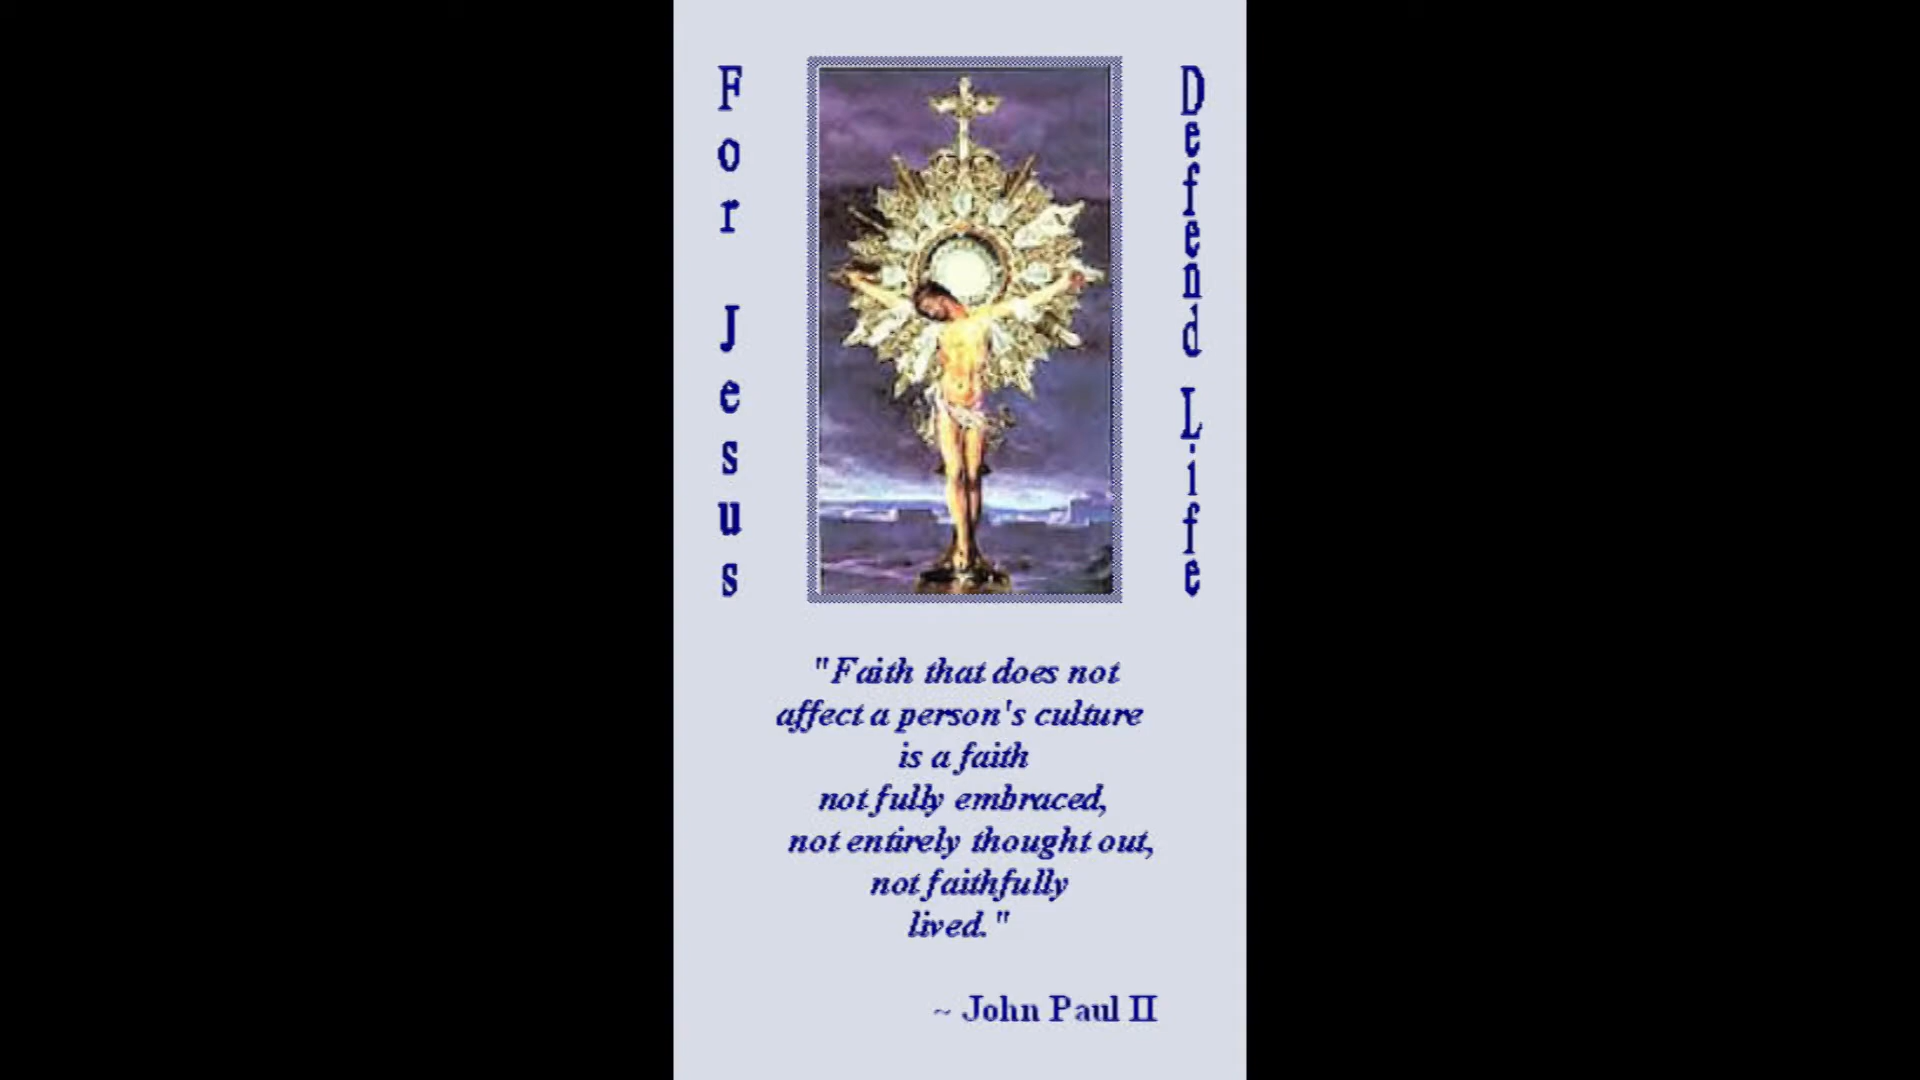 For Jesus
Defend Life
"Faith that does not
affect a person's culture
is a faith
not fully embraced,
not entirely thought out,
not faithfully
lived."
~ John Paul II